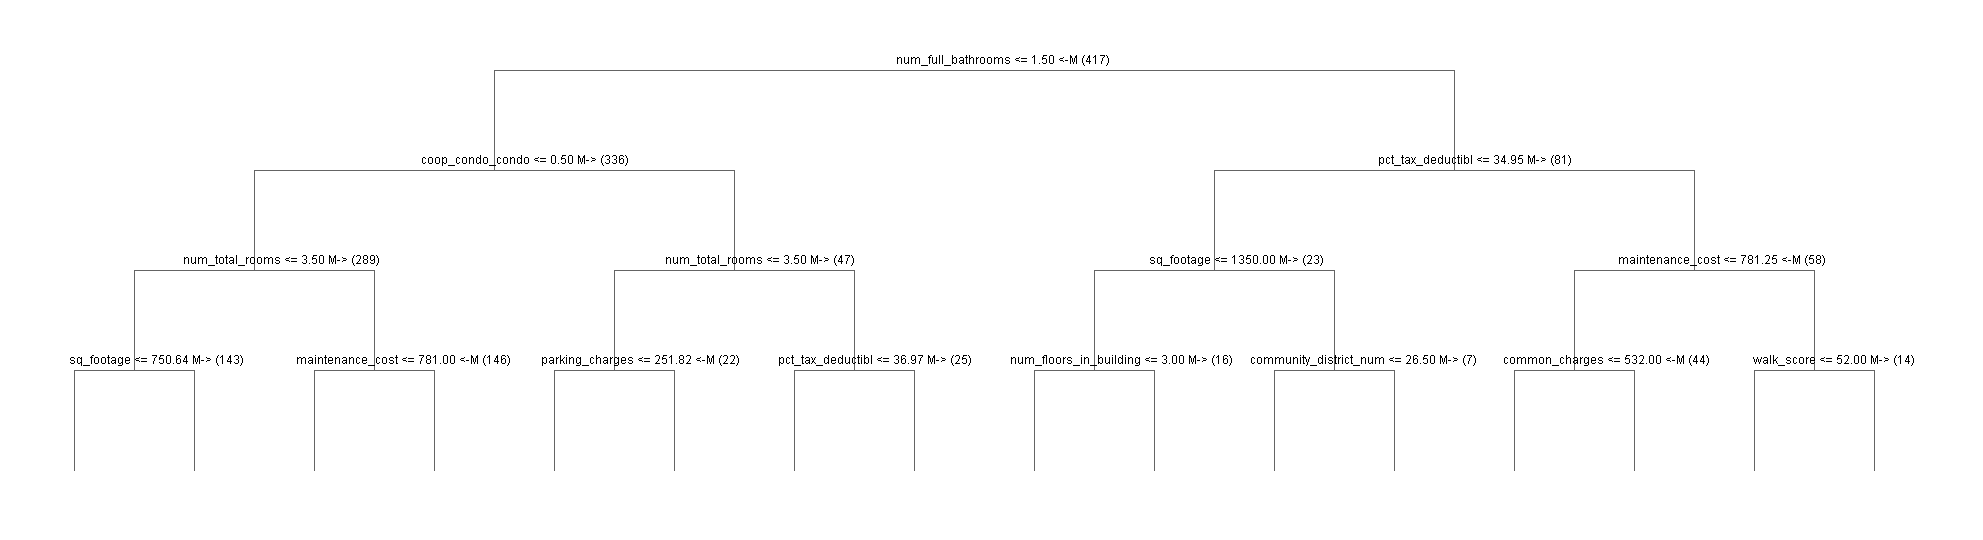 num_full_bathrooms <= 1.50 <-M (417)
coop_condo_condo <= 0.50 M-> (336)
pct_tax_deductibl <= 34.95 M-> (81)
num_total_rooms <= 3.50 M-> (289)
num_total_rooms <= 3.50 M-> (47)
sq_footage <= 1350.00 M-> (23)
maintenance_cost <= 781.25 <-M (58)
sq_footage <= 750.64 M-> (143)
maintenance_cost <= 781.00 <-M (146)
parking_charges <= 251.82 <-M (22)
pct_tax_deductibl <= 36.97 M-> (25)
num_floors_in_building <= 3.00 M-> (16)
community_district_num <= 26.50 M-> (7)
common_charges <= 532.00 <-M (44)
walk_score <= 52.00 M-> (14)